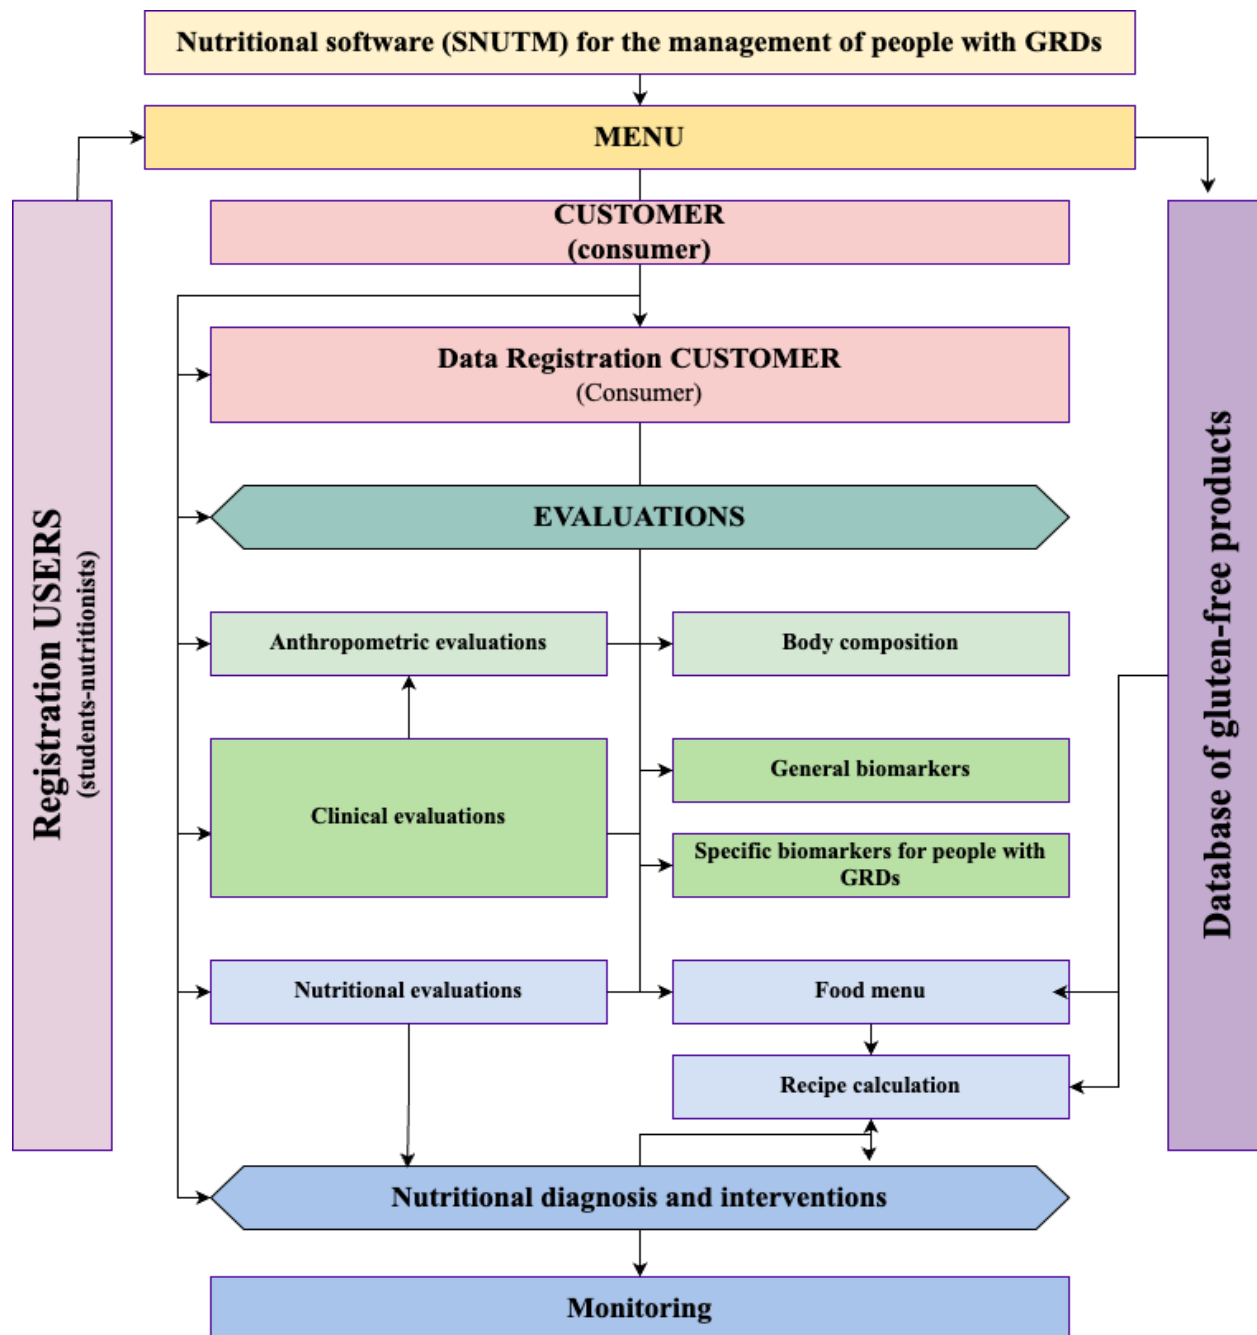 Nutritional software (SNUTM) for the management of people with GRDs
MENU
CUSTOMER
(consumer)
Data Registration CUSTOMER
(Consumer)
EVALUATIONS
Anthropometric evaluations
Body composition
Clinical evaluations
General biomarkers
Specific biomarkers for people with
GRDs
Nutritional evaluations
Food menu
Recipe calculation
Nutritional diagnosis and interventions
Monitoring
Registration USERS
(students-nutritionists)
Database of gluten-free products